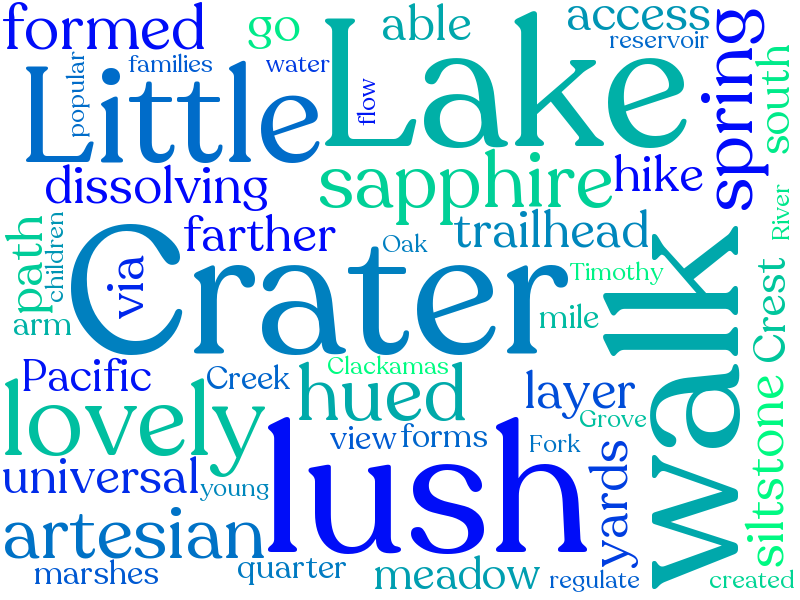 formed
go
able
access
reservoir
popular
families
water
Little
flow
Lake
spring
south
dissolving
sapphire
hike
path
children
farther
Oak
trailhead
River
via
Crater
Timothy
walk
arm
mile
Crest
Pacific
Creek
Clackamas
hued
layer
Grove
lovely
view
forms
Fork
lush
universal
young
yards
siltstone
artesian
marshes
quarter
meadow
regulate
created